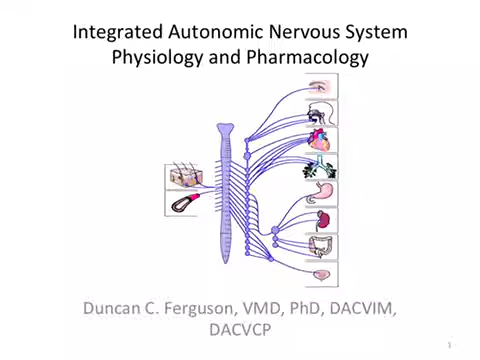 Integrated Autonomic Nervous System
Physiology and Pharmacology
Duncan C. Ferguson, VMD, PhD, DACVIM,
DACVCP
1